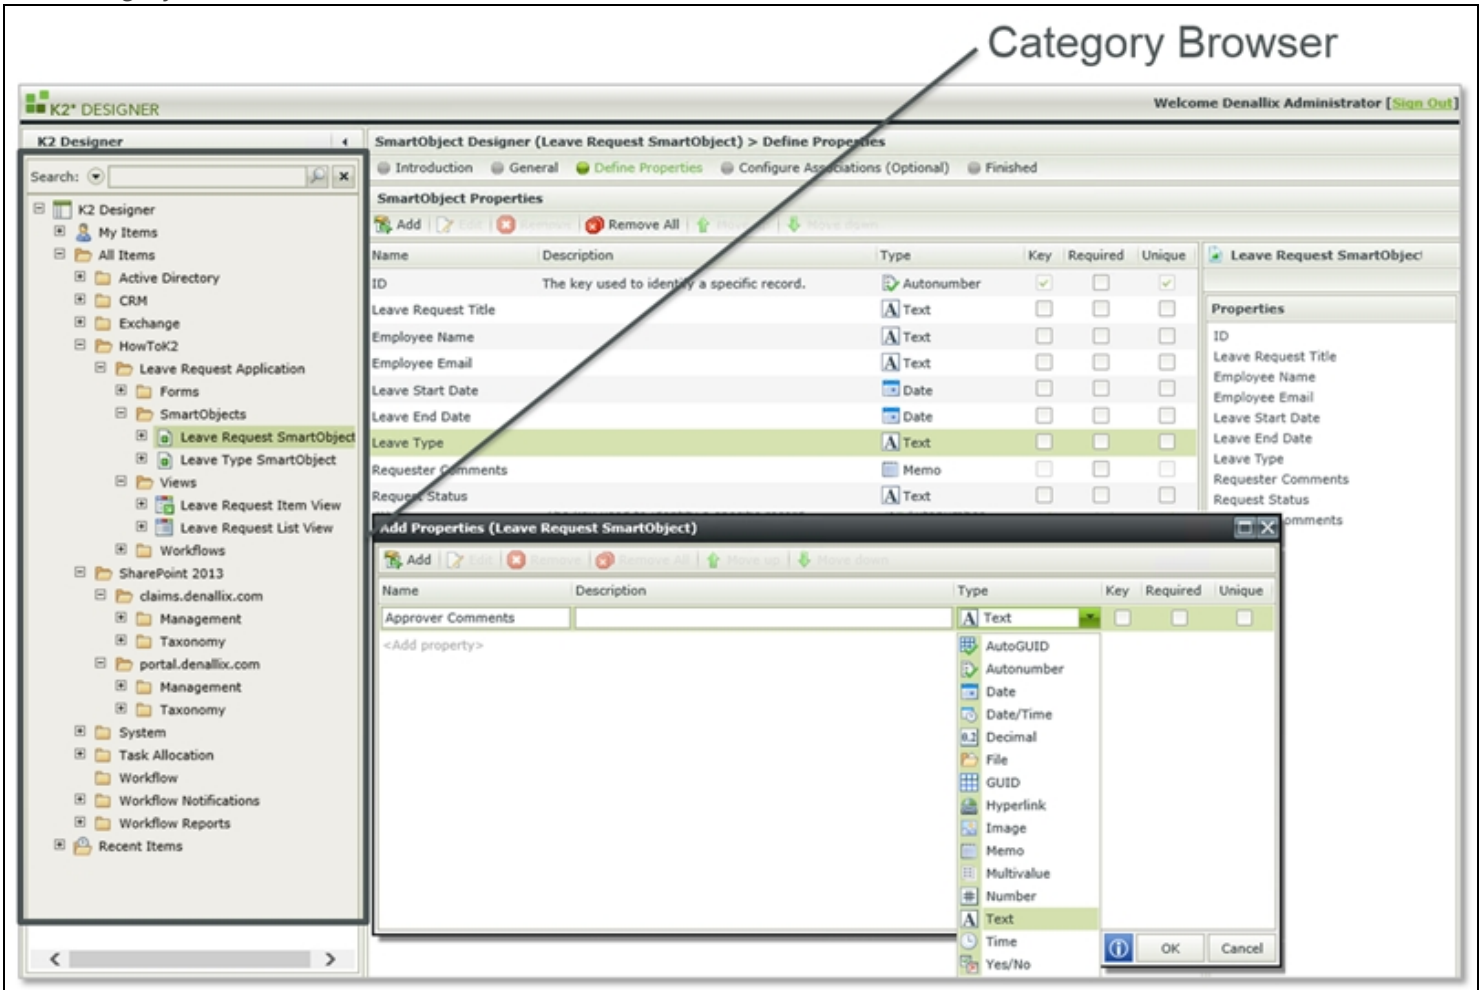 Category Browser
K2* DESIGNER
Welcome Denallix Administrator [Sign Out]
K2 Designer
Search:
K2 Designer
My Items
All Items
Active Directory
CRM
Exchange
HowToK2
Leave Request Application
Forms
SmartObjects
Leave Request SmartObject
Leave Type SmartObject
Views
Leave Request Item View
Leave Request List View
Workflows
SharePoint 2013
claims.denallix.com
Management
Taxonomy
portal.denallix.com
Management
Taxonomy
System
Task Allocation
Workflow
Workflow Notifications
Workflow Reports
Recent Items
SmartObject Designer (Leave Request SmartObject) > Define Properties
Introduction General Define Properties Configure Associations (Optional) Finished
SmartObject Properties
Add Edit Remove Remove All Move up Move down
Name Description Type Key Required Unique
ID The key used to identify a specific record. Autonumber
Leave Request Title Text
Employee Name Text
Employee Email Text
Leave Start Date Date
Leave End Date Date
Leave Type Text
Requester Comments Memo
Request Status Text
Leave Request SmartObjec
Properties
ID
Leave Request Title
Employee Name
Employee Email
Leave Start Date
Leave End Date
Leave Type
Requester Comments
Request Status
omments
Add Properties (Leave Request SmartObject)
Add Edit Remove Remove All Move up Move down
Name Description Type Key Required Unique
Approver Comments Text
<Add property>
AutoGUID
Autonumber
Date
Date/Time
Decimal
File
GUID
Hyperlink
Image
Memo
Multivalue
Number
Text
Time
Yes/No
OK Cancel